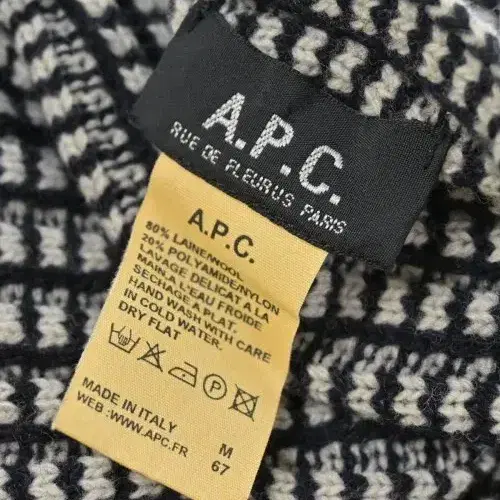 A.P.C.
RUE DE FLEURUS PARIS
A.P.C.
80% LAINE/WOOL
20% POLYAMIDE/NYLON
MAVAGE DELICAT A LA
MAIN A L'EAU FROIDE
SECHAGE A PLAT.
HAND WASH WITH CARE
IN COLD WATER.
DRY FLAT
P
MADE IN ITALY
WEB : WWW.APC.FR
M
67